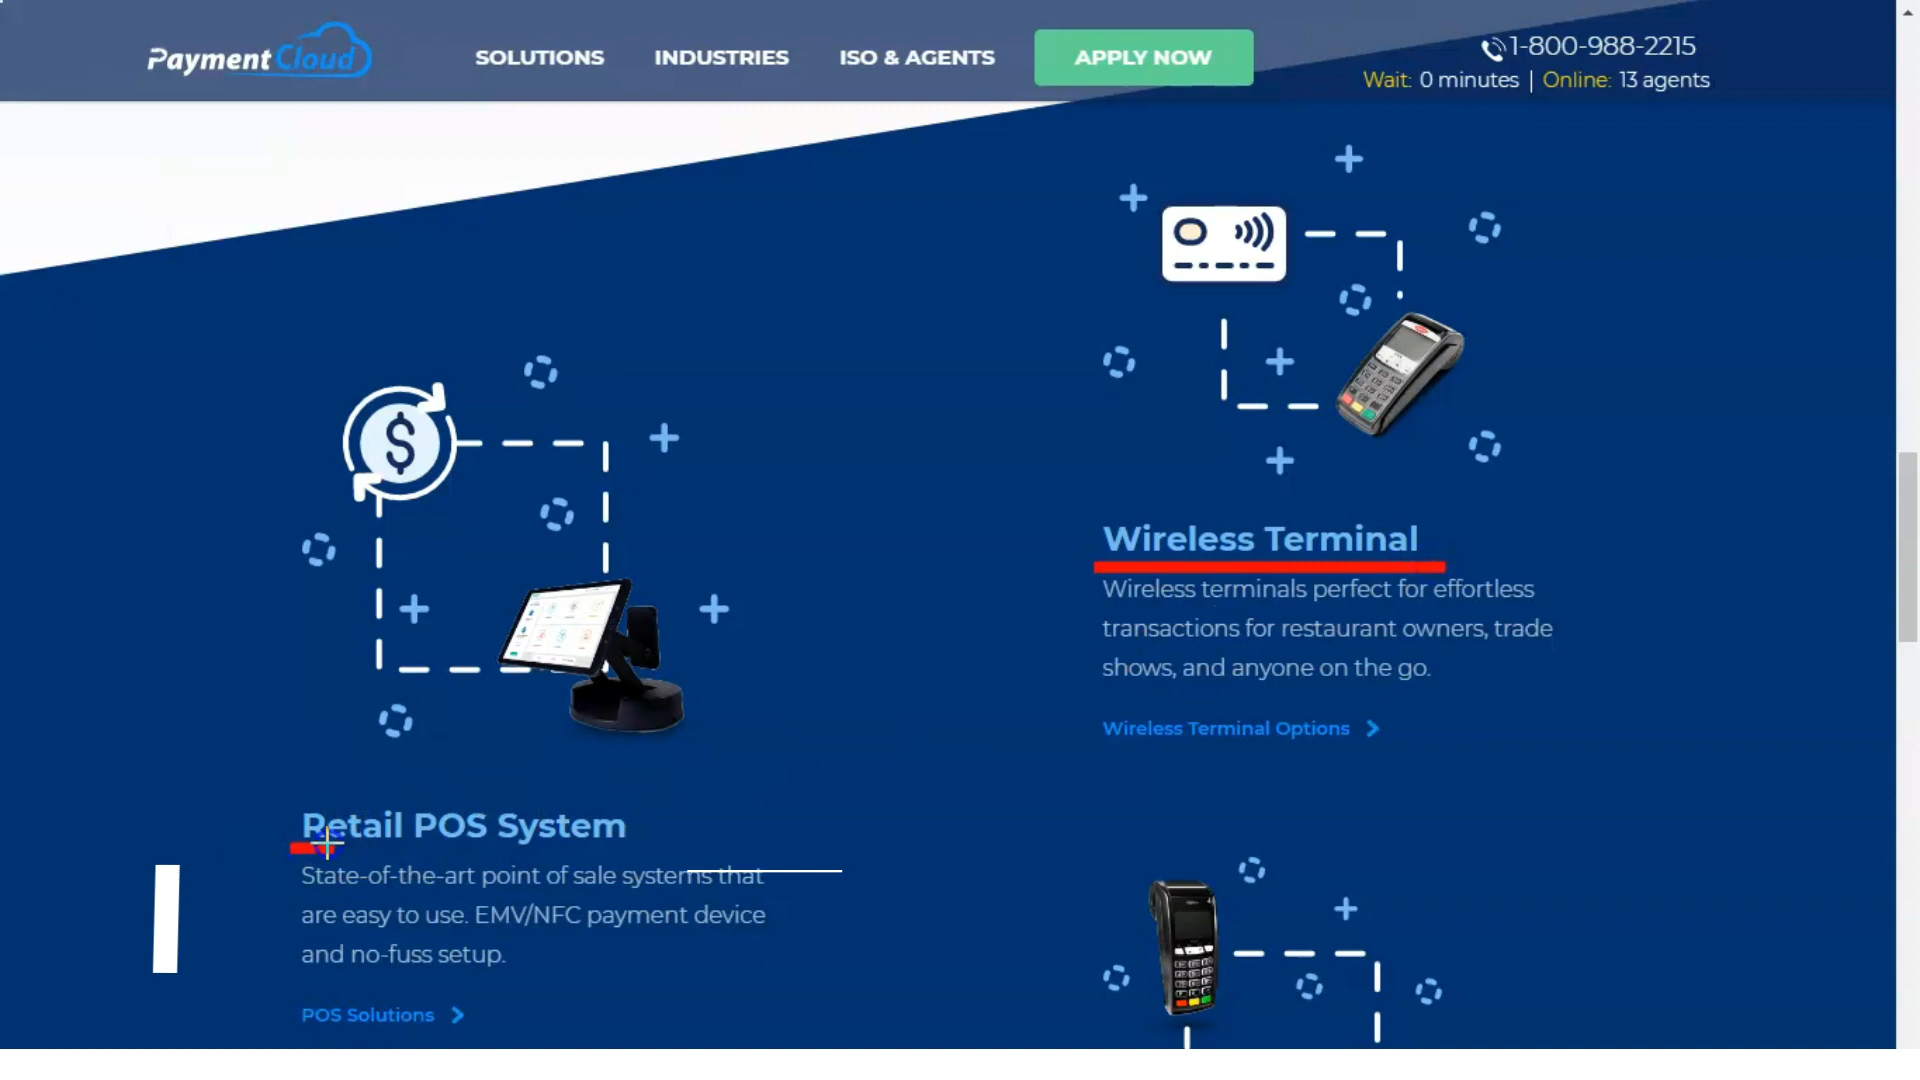 PaymentCloud
SOLUTIONS
INDUSTRIES
ISO & AGENTS
APPLY NOW
1-800-988-2215
Wait: 0 minutes | Online: 13 agents
Wireless Terminal
Wireless terminals perfect for effortless
transactions for restaurant owners, trade
shows, and anyone on the go.
Wireless Terminal Options
$
Retail POS System
State-of-the-art point of sale systems that
are easy to use. EMV/NFC payment device
and no-fuss setup.
POS Solutions